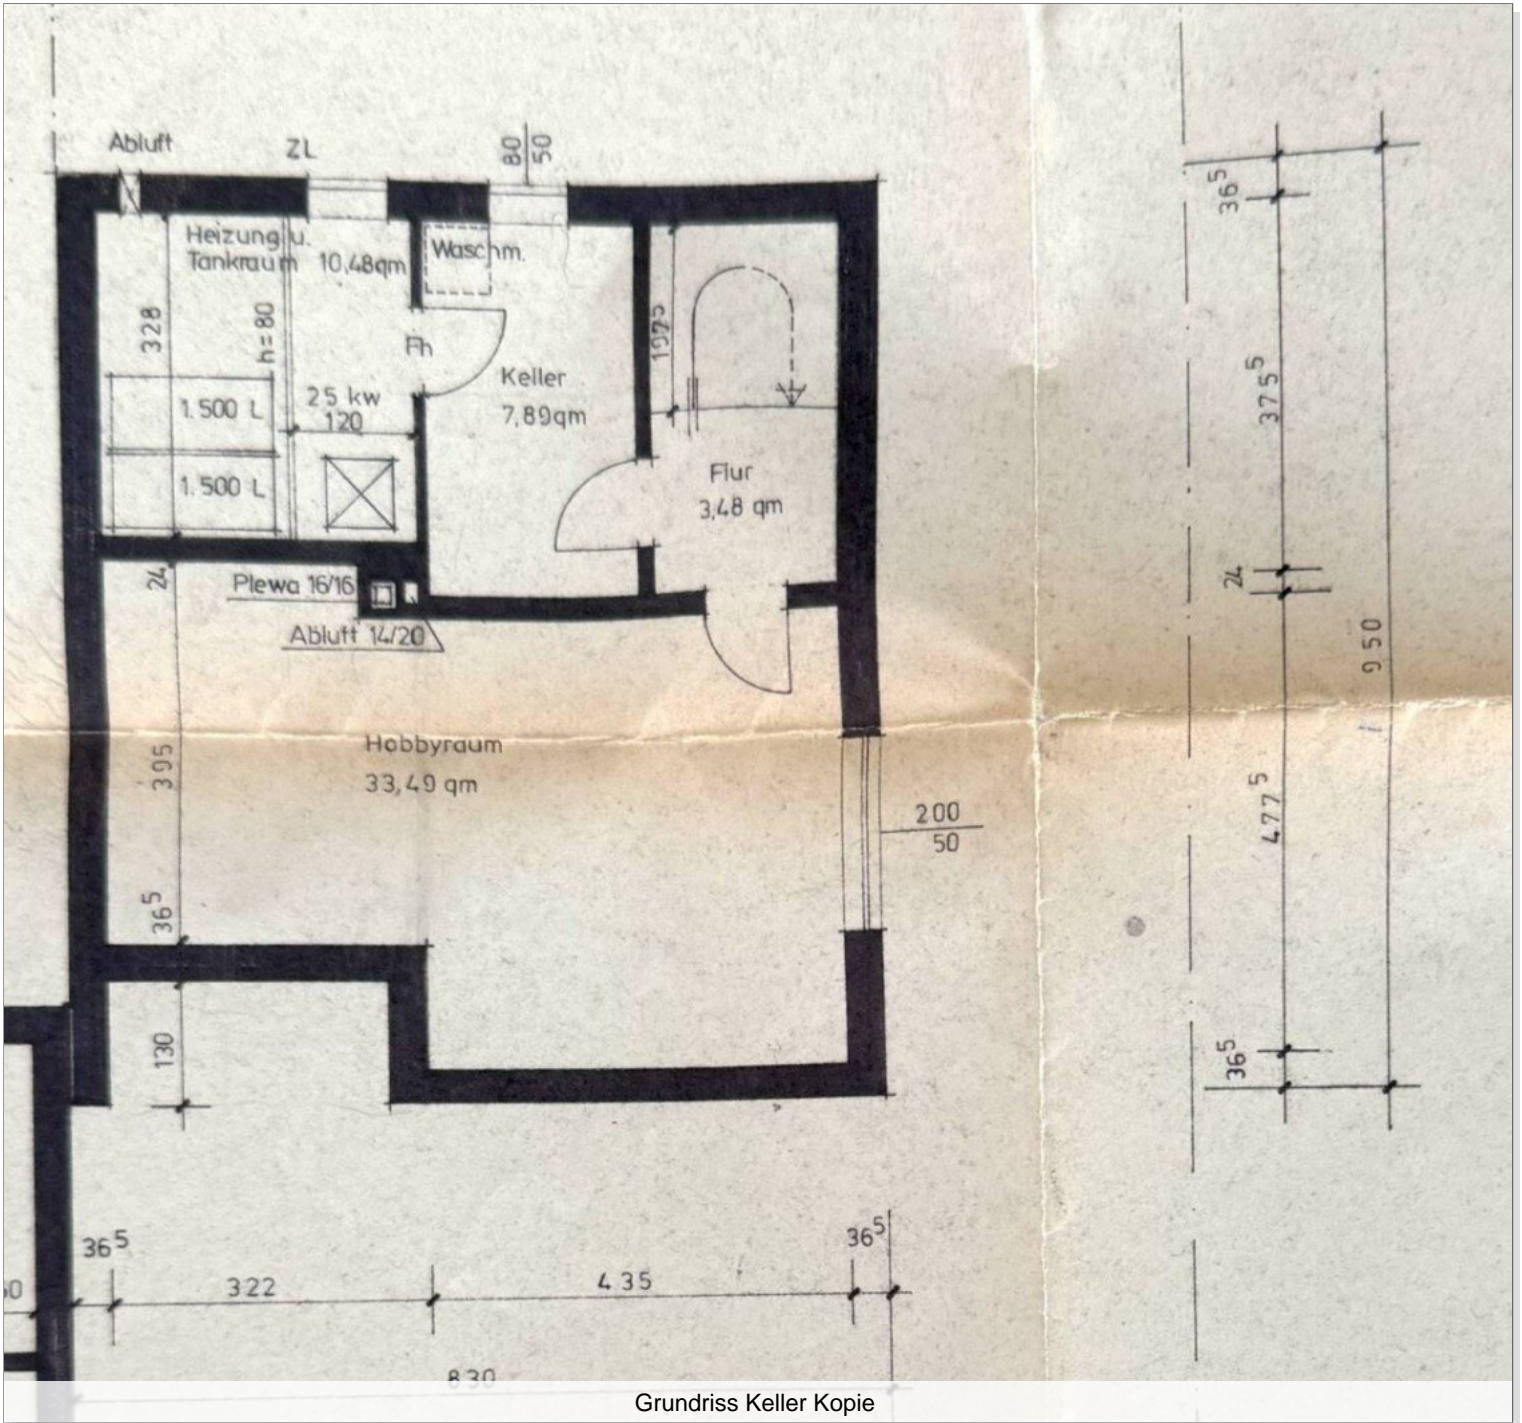 Abluft
ZL
80
50
Heizung u.
Tankraum 10,48qm
Waschm.
328
h=80
Fh
1.500 L
25 kw
120
1.500 L
Keller
7,89qm
Flur
3,48 qm
24
Plewa 16/16
Abluft 14/20
Hobbyraum
33,49 qm
395
36⁵
130
200
50
36⁵
375⁵
24
950
477⁵
36⁵
36⁵
322
435
36⁵
830
Grundriss Keller Kopie